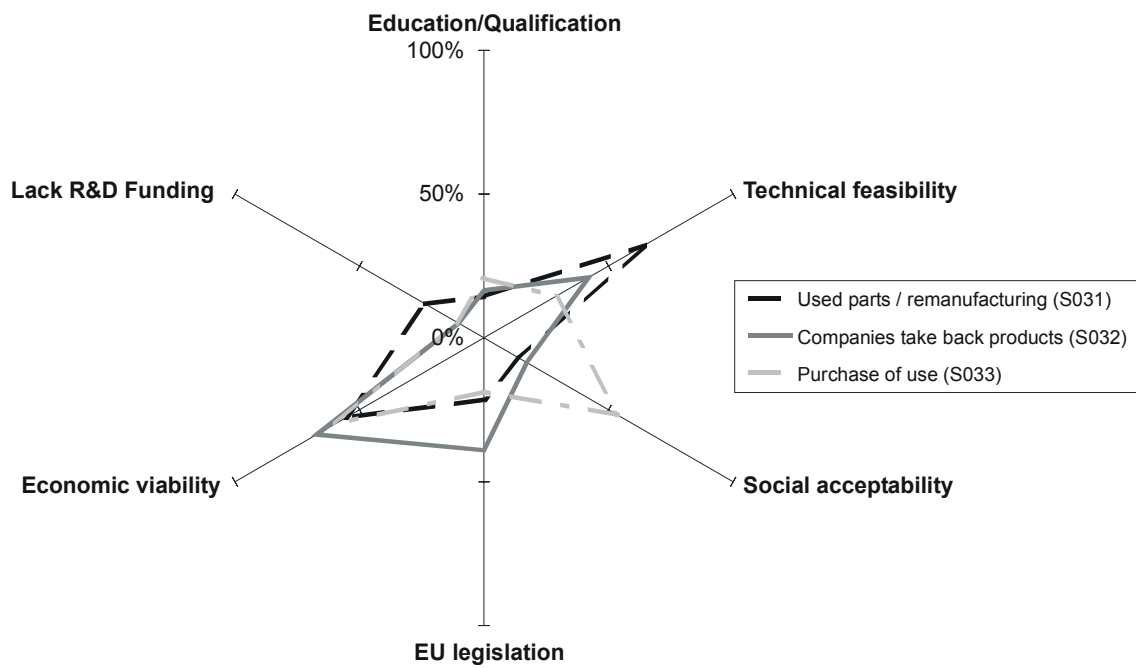 Education/Qualification
100%
Lack R&D Funding
50%
Technical feasibility
Used parts / remanufacturing (S031)
0%
Companies take back products (S032)
Purchase of use (S033)
Economic viability
Social acceptability
EU legislation